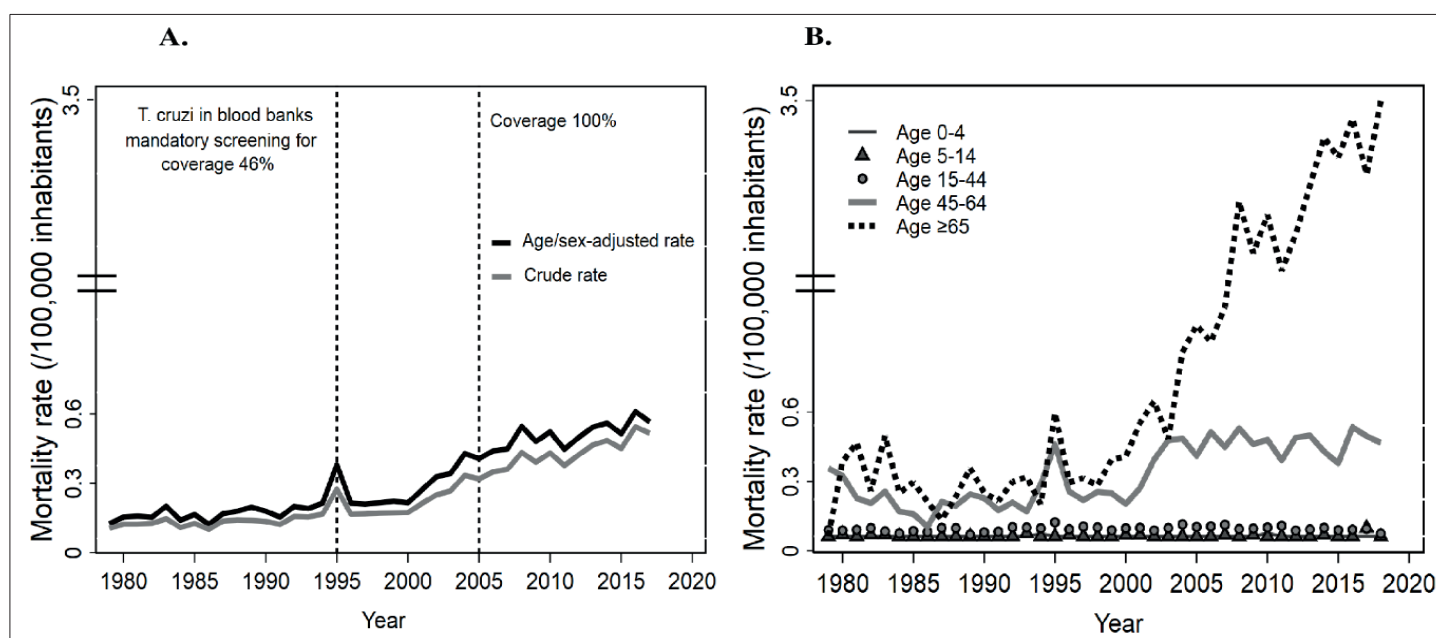 A.
Mortality rate (/100,000 inhabitants)
3.5
0.6
0.3
0
T. cruzi in blood banks
mandatory screening for
coverage 46%
Coverage 100%
Age/sex-adjusted rate
Crude rate
1980 1985 1990 1995 2000 2005 2010 2015 2020
Year
B.
Mortality rate (/100,000 inhabitants)
3.5
0.6
0.3
0
Age 0-4
Age 5-14
Age 15-44
Age 45-64
Age ≥65
1980 1985 1990 1995 2000 2005 2010 2015 2020
Year